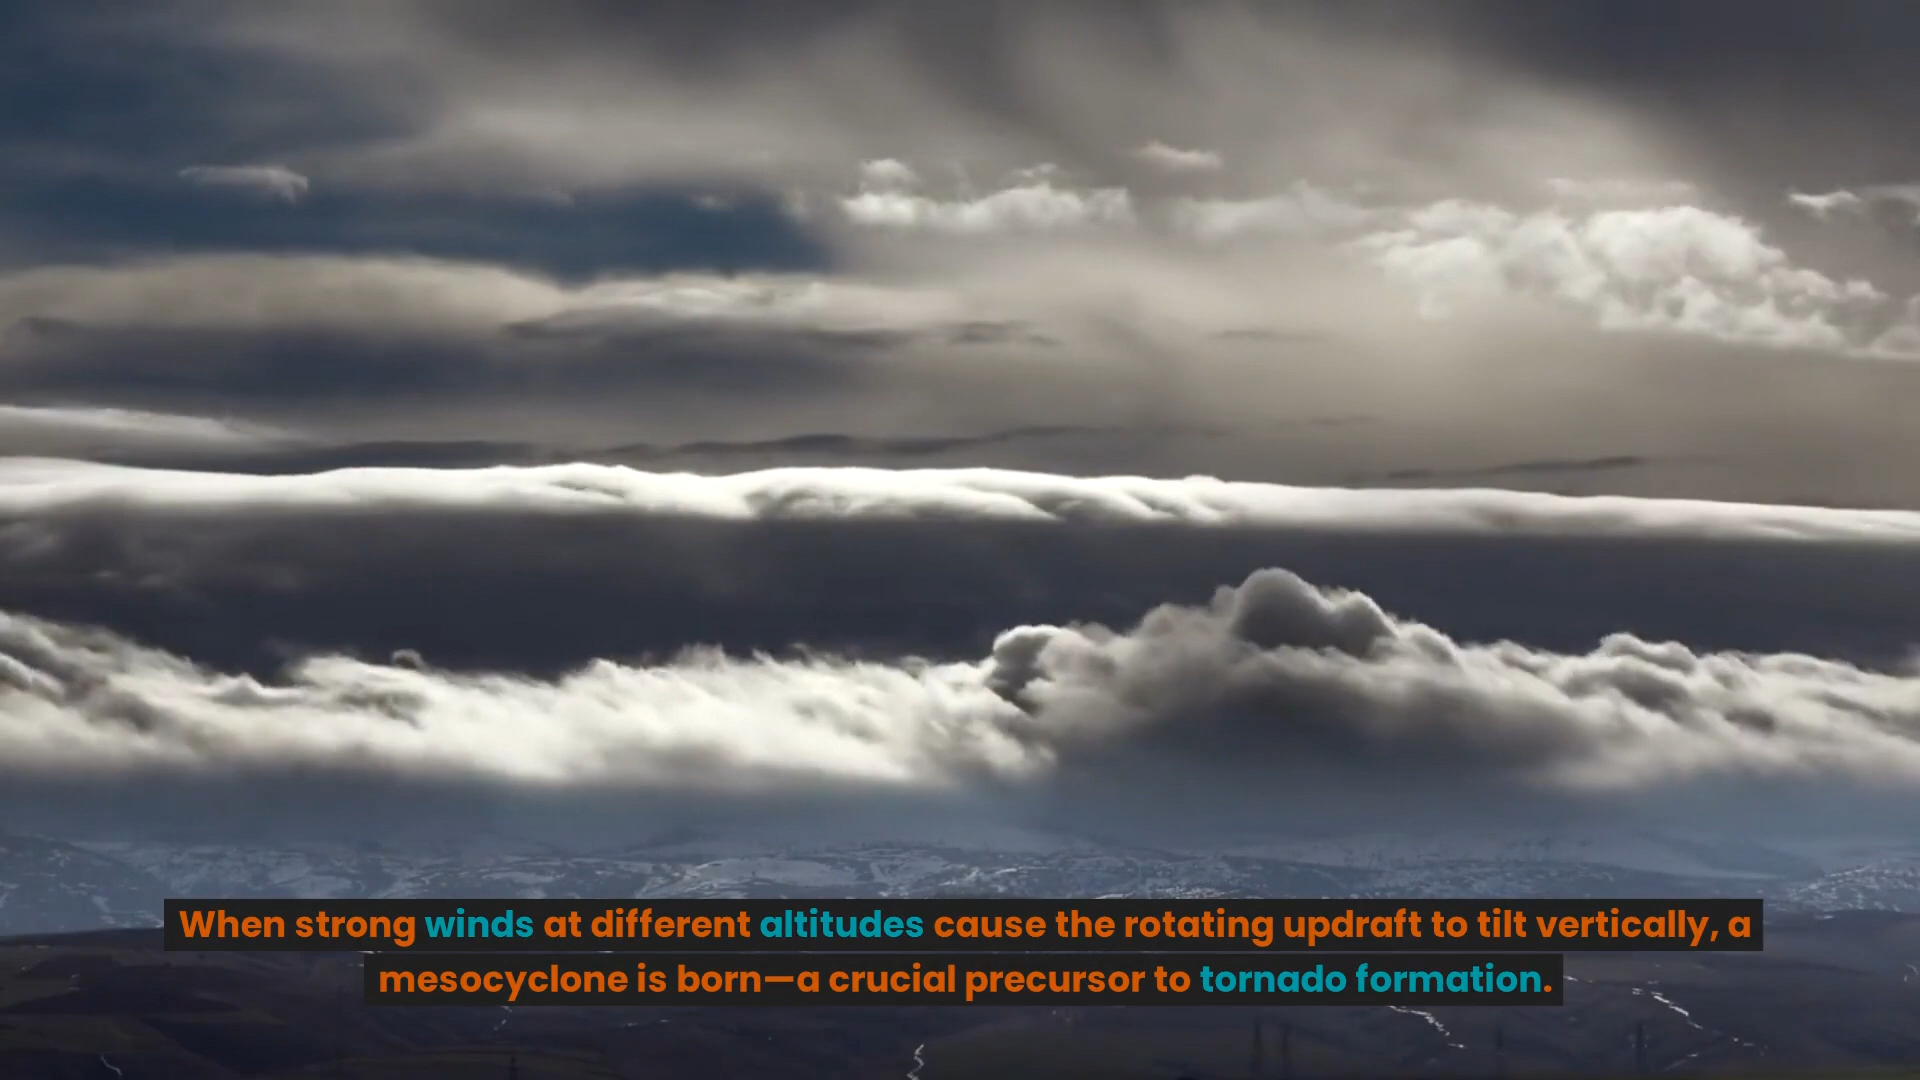 When strong winds at different altitudes cause the rotating updraft to tilt vertically, a
mesocyclone is born—a crucial precursor to tornado formation.